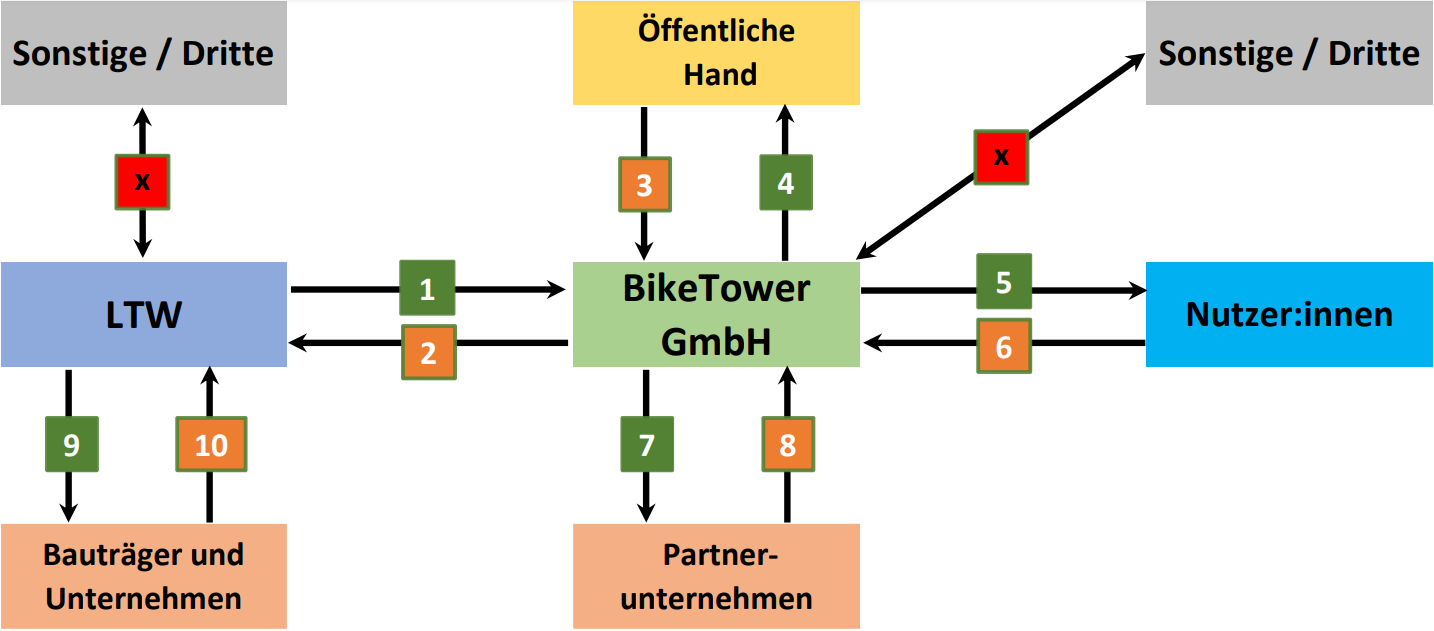 Sonstige / Dritte
Öffentliche
Hand
Sonstige / Dritte
x
3
4
x
LTW
1
2
BikeTower
GmbH
5
6
Nutzer:innen
9
10
7
8
Bauträger und
Unternehmen
Partner-
unternehmen